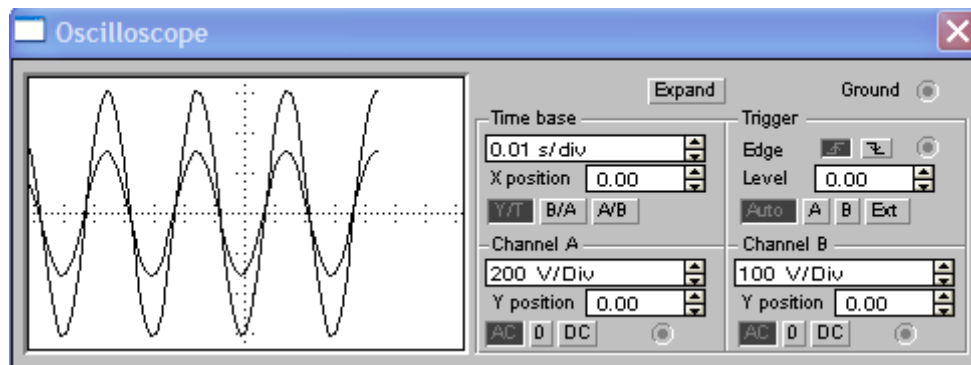 Oscilloscope
Expand
Ground
Time base
0.01 s/div
X position 0.00
Y/T B/A A/B
Trigger
Edge
Level 0.00
Auto A B Ext
Channel A
200 V/Div
Y position 0.00
AC 0 DC
Channel B
100 V/Div
Y position 0.00
AC 0 DC